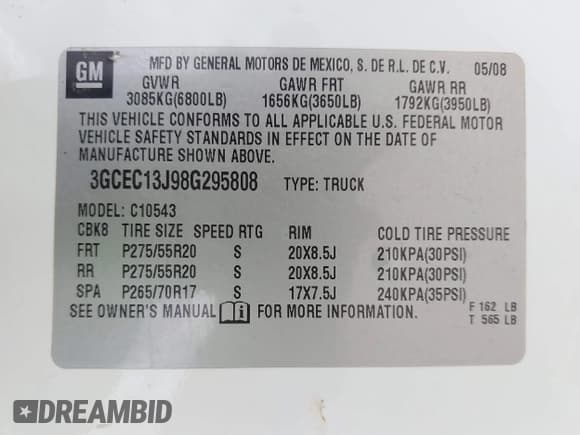 GM
MFD BY GENERAL MOTORS DE MEXICO, S. DE R.L. DE C.V. 05/08
GVWR GAWR FRT GAWR RR
3085KG(6800LB) 1656KG(3650LB) 1792KG(3950LB)
THIS VEHICLE CONFORMS TO ALL APPLICABLE U.S. FEDERAL MOTOR
VEHICLE SAFETY STANDARDS IN EFFECT ON THE DATE OF
MANUFACTURE SHOWN ABOVE.
3GCEC13J98G295808 TYPE: TRUCK
MODEL: C10543
CBK8 TIRE SIZE SPEED RTG RIM COLD TIRE PRESSURE
FRT P275/55R20 S 20X8.5J 210KPA(30PSI)
RR P275/55R20 S 20X8.5J 210KPA(30PSI)
SPA P265/70R17 S 17X7.5J 240KPA(35PSI)
SEE OWNER'S MANUAL FOR MORE INFORMATION.
F 162 LB
T 565 LB
DREAMBID